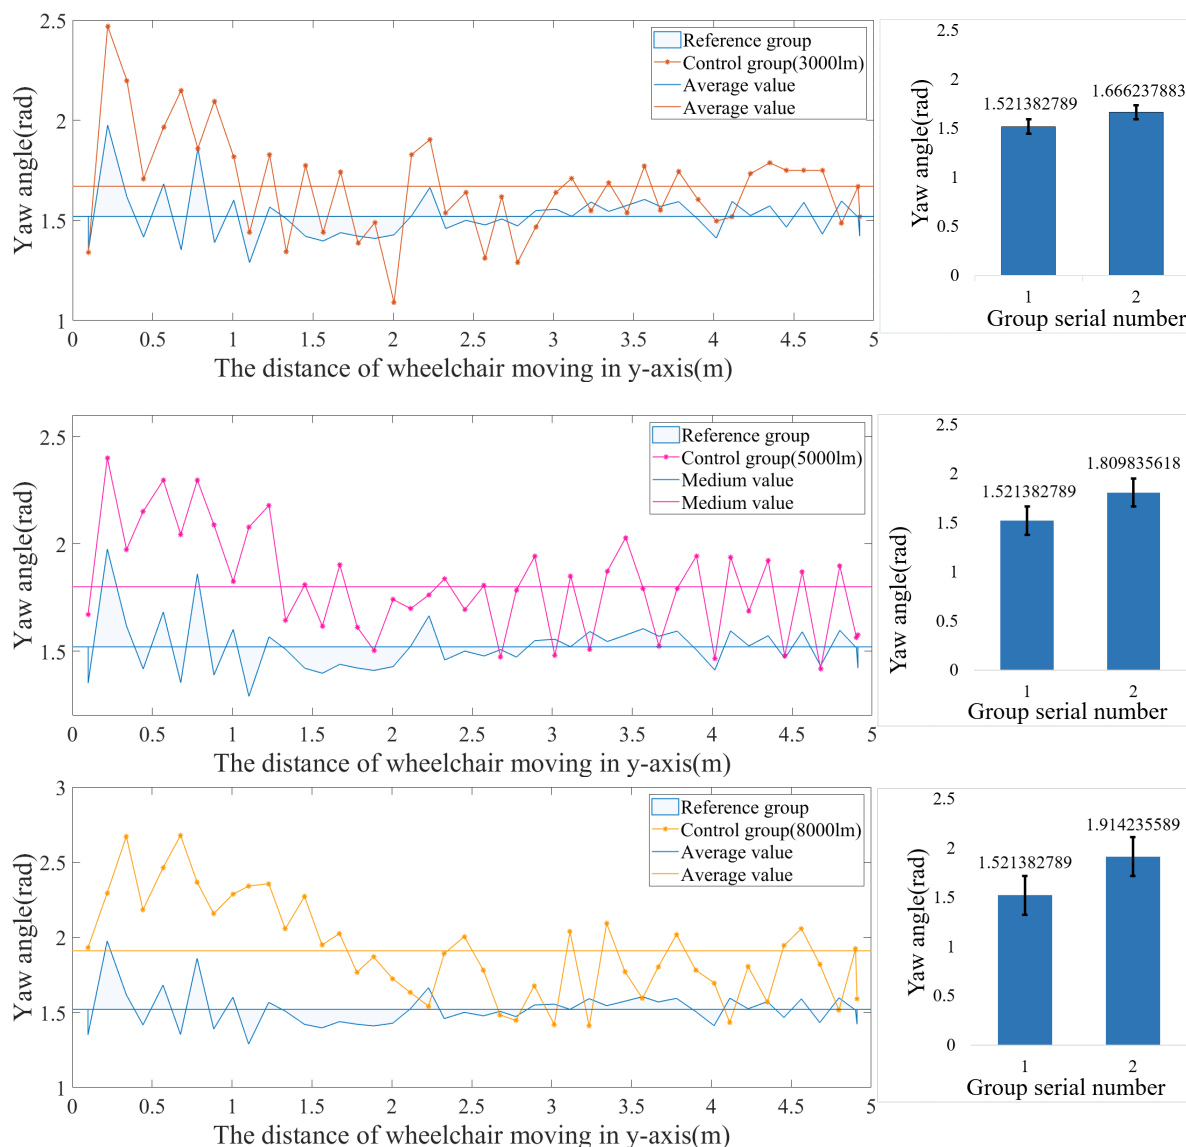 2.5
2
1.5
1
Yaw angle(rad)
0 0.5 1 1.5 2 2.5 3 3.5 4 4.5 5
The distance of wheelchair moving in y-axis(m)
Reference group
Control group(3000lm)
Average value
Average value
2.5
2
1.5
1
0.5
0
Yaw angle(rad)
1.521382789
1.666237883
1 2
Group serial number
2.5
2
1.5
Yaw angle(rad)
0 0.5 1 1.5 2 2.5 3 3.5 4 4.5 5
The distance of wheelchair moving in y-axis(m)
Reference group
Control group(5000lm)
Medium value
Medium value
2.5
2
1.5
1
0.5
0
Yaw angle(rad)
1.521382789
1.809835618
1 2
Group serial number
3
2.5
2
1.5
1
Yaw angle(rad)
0 0.5 1 1.5 2 2.5 3 3.5 4 4.5 5
The distance of wheelchair moving in y-axis(m)
Reference group
Control group(8000lm)
Average value
Average value
2.5
2
1.5
1
0.5
0
Yaw angle(rad)
1.521382789
1.914235589
1 2
Group serial number